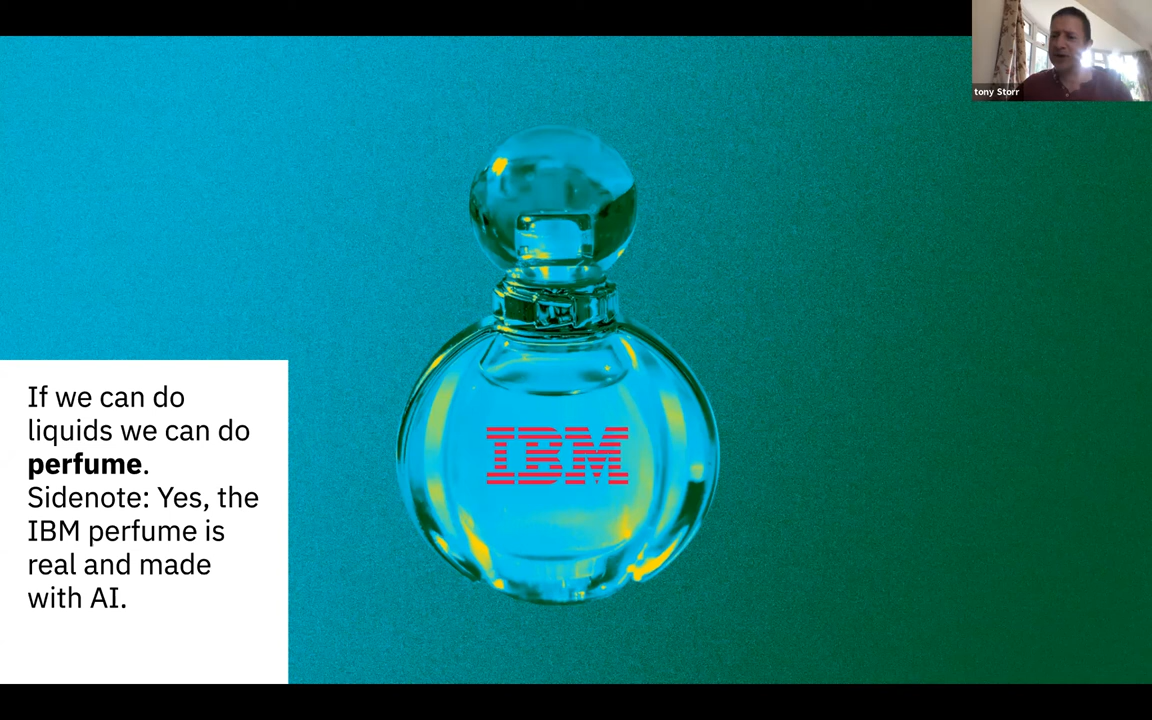 tony Storr
IBM
If we can do
liquids we can do
perfume.
Sidenote: Yes, the
IBM perfume is
real and made
with AI.